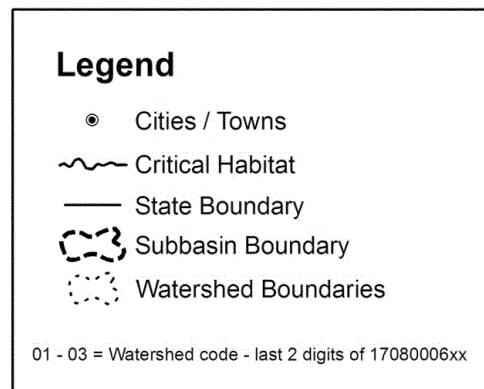 Legend
Cities / Towns
Critical Habitat
State Boundary
Subbasin Boundary
Watershed Boundaries
01 - 03 = Watershed code - last 2 digits of 17080006xx